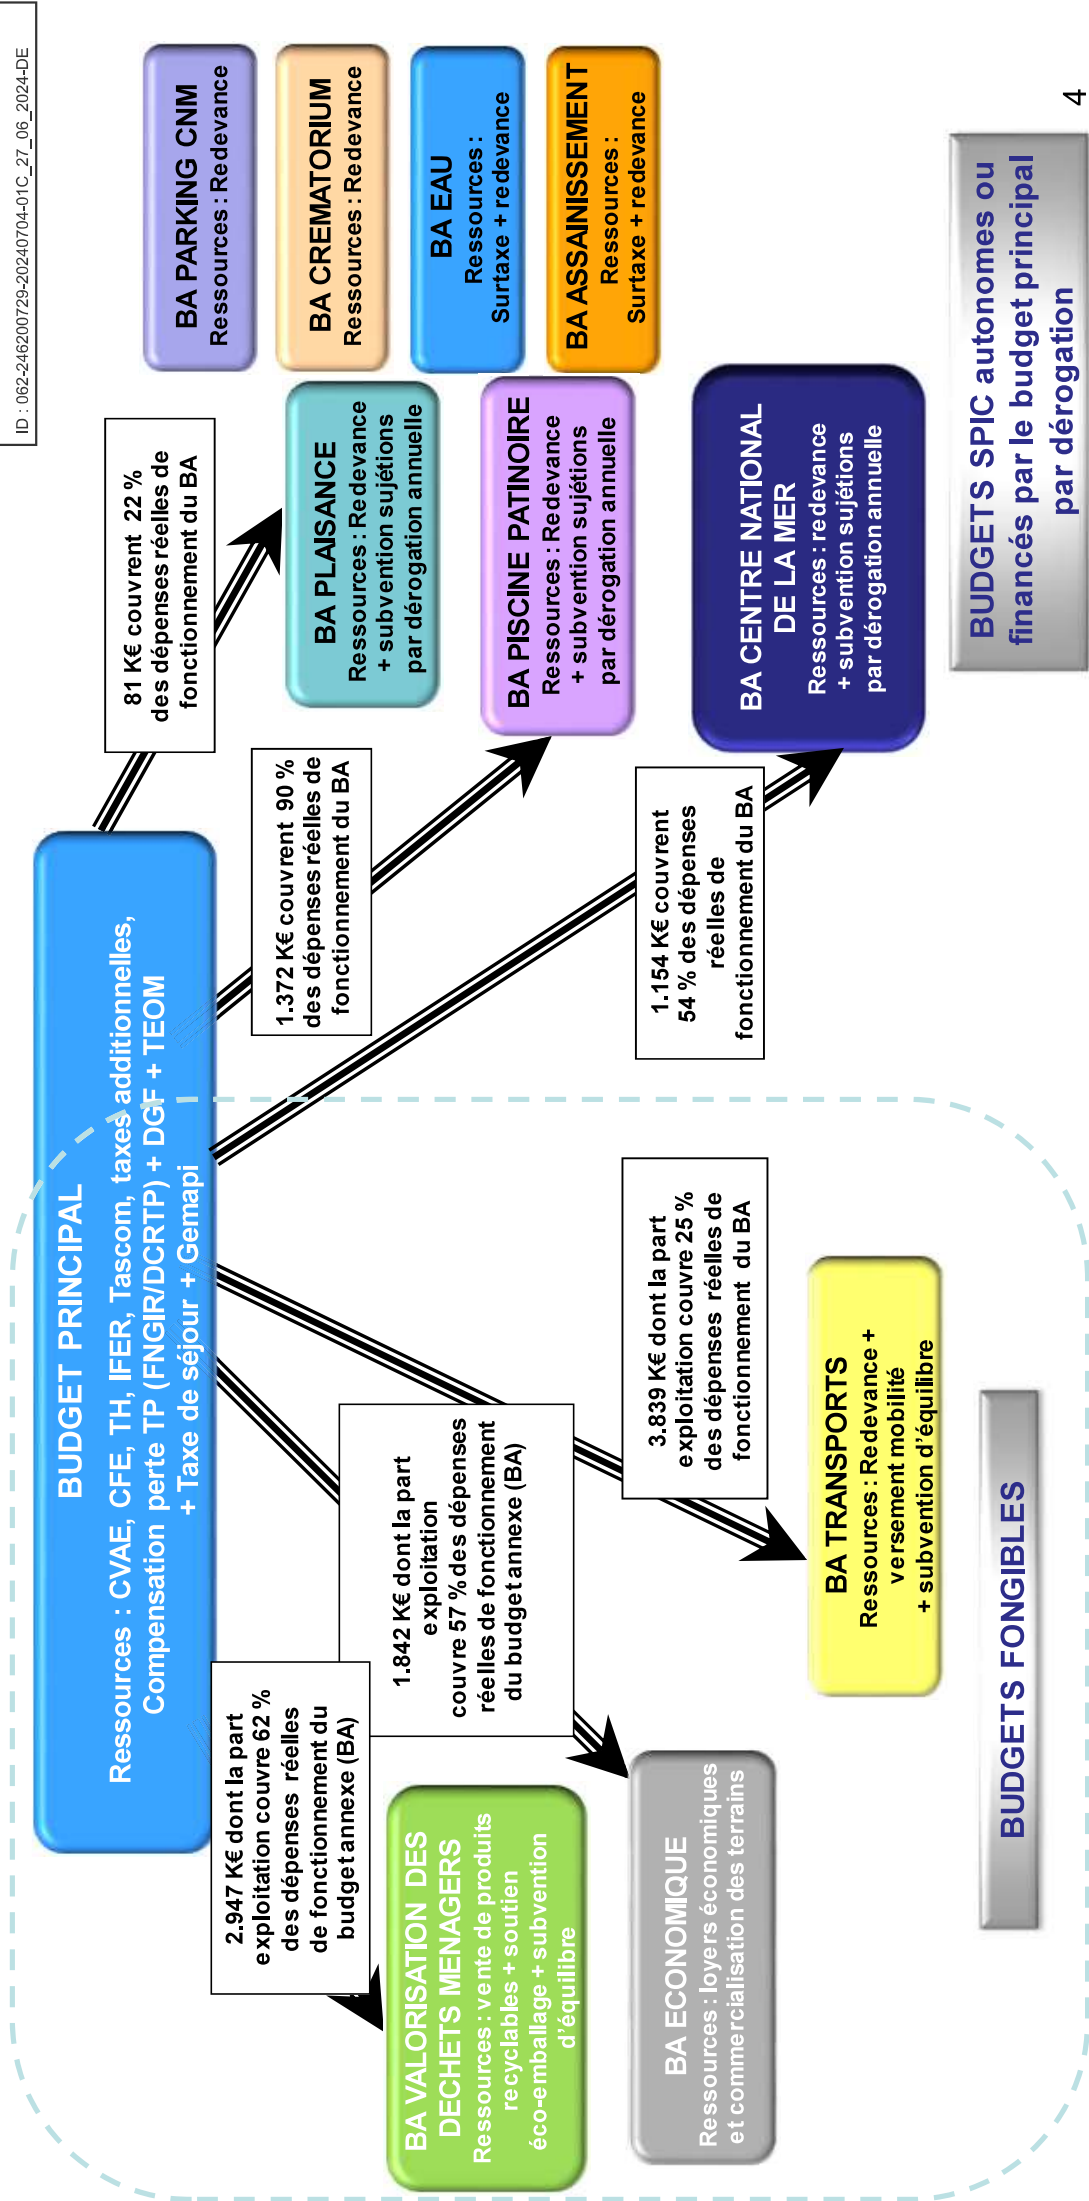 ID : 062-246200729-20240704-01C_27_06_2024-DE
BUDGET PRINCIPAL
Ressources : CVAE, CFE, TH, IFER, Tascom, taxes additionnelles,
Compensation perte TP (FNGIR/DCRTP) + DGF + TEOM
+ Taxe de séjour + Gemapi
2.947 K€ dont la part
exploitation couvre 62 %
des dépenses réelles
de fonctionnement du
budget annexe (BA)
1.842 K€ dont la part
exploitation
couvre 57 % des dépenses
réelles de fonctionnement
du budget annexe (BA)
3.839 K€ dont la part
exploitation couvre 25 %
des dépenses réelles de
fonctionnement du BA
1.154 K€ couvrent
54 % des dépenses
réelles de
fonctionnement du BA
1.372 K€ couvrent 90 %
des dépenses réelles de
fonctionnement du BA
81 K€ couvrent 22 %
des dépenses réelles de
fonctionnement du BA
BA VALORISATION DES
DECHETS MENAGERS
Ressources : vente de produits
recyclables + soutien
éco-emballage + subvention
d'équilibre
BA ECONOMIQUE
Ressources : loyers économiques
et commercialisation des terrains
BA TRANSPORTS
Ressources : Redevance +
versement mobilité
+ subvention d'équilibre
BA PLAISANCE
Ressources : Redevance
+ subvention sujétions
par dérogation annuelle
BA PISCINE PATINOIRE
Ressources : Redevance
+ subvention sujétions
par dérogation annuelle
BA CENTRE NATIONAL
DE LA MER
Ressources : redevance
+ subvention sujétions
par dérogation annuelle
BA PARKING CNM
Ressources : Redevance
BA CREMATORIUM
Ressources : Redevance
BA EAU
Ressources :
Surtaxe + redevance
BA ASSAINISSEMENT
Ressources :
Surtaxe + redevance
BUDGETS FONGIBLES
BUDGETS SPIC autonomes ou
financés par le budget principal
par dérogation
4